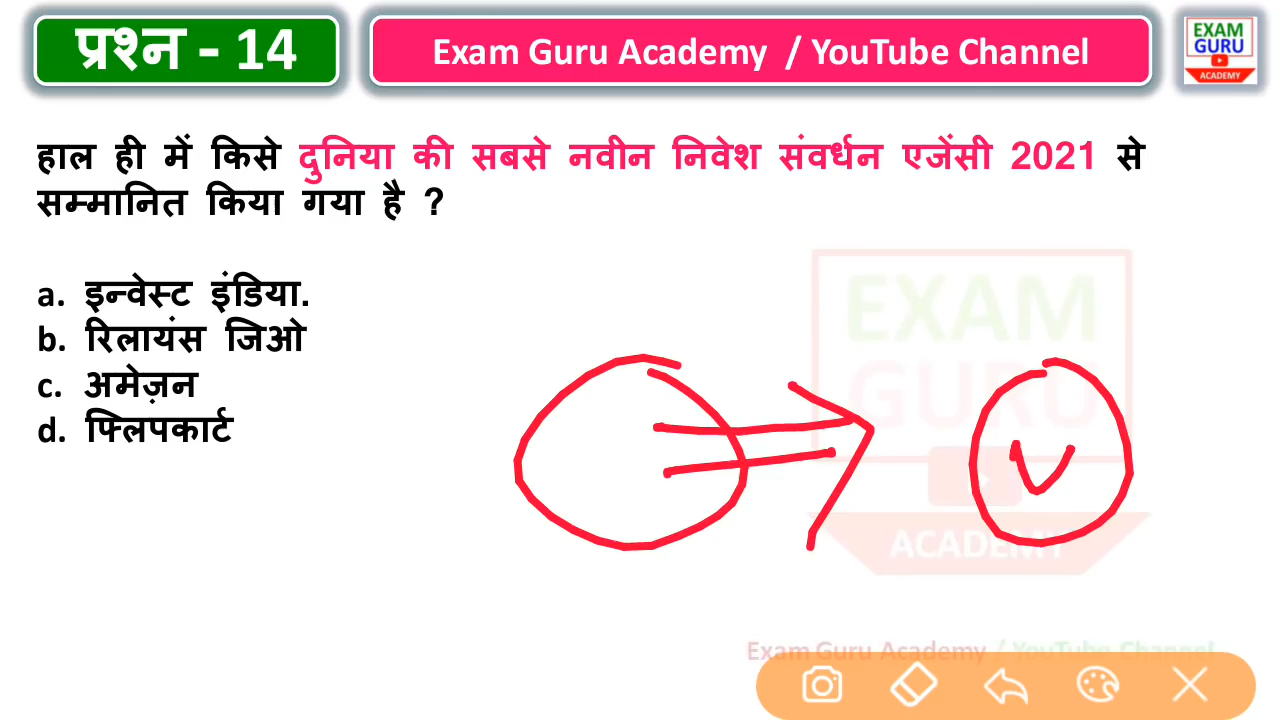 प्रश्न - 14
Exam Guru Academy / YouTube Channel
EXAM
GURU
ACADEMY
हाल ही में किसे दुनिया की सबसे नवीन निवेश संवर्धन एजेंसी 2021 से
सम्मानित किया गया है ?
a. इन्वेस्ट इंडिया.
b. रिलायंस जिओ
c. अमेज़न
d. फ्लिपकार्ट
EXAM
GURU
ACADEMY
Exam Guru Academy / YouTube Channel